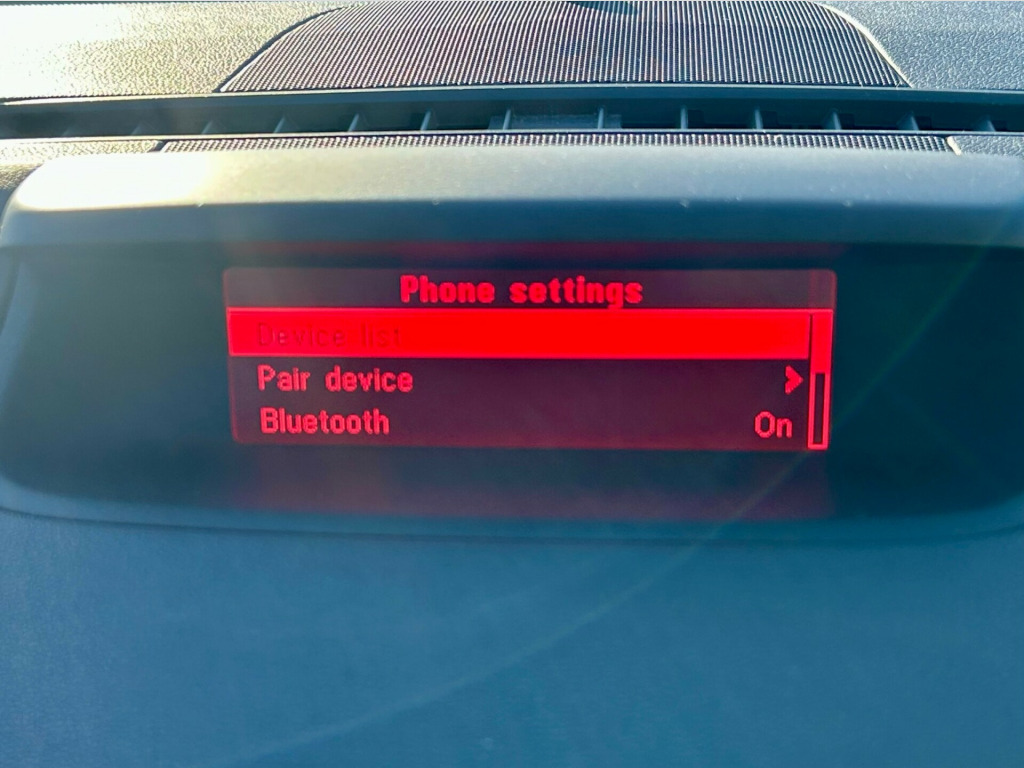 Phone settings
Device list
Pair device >
Bluetooth On